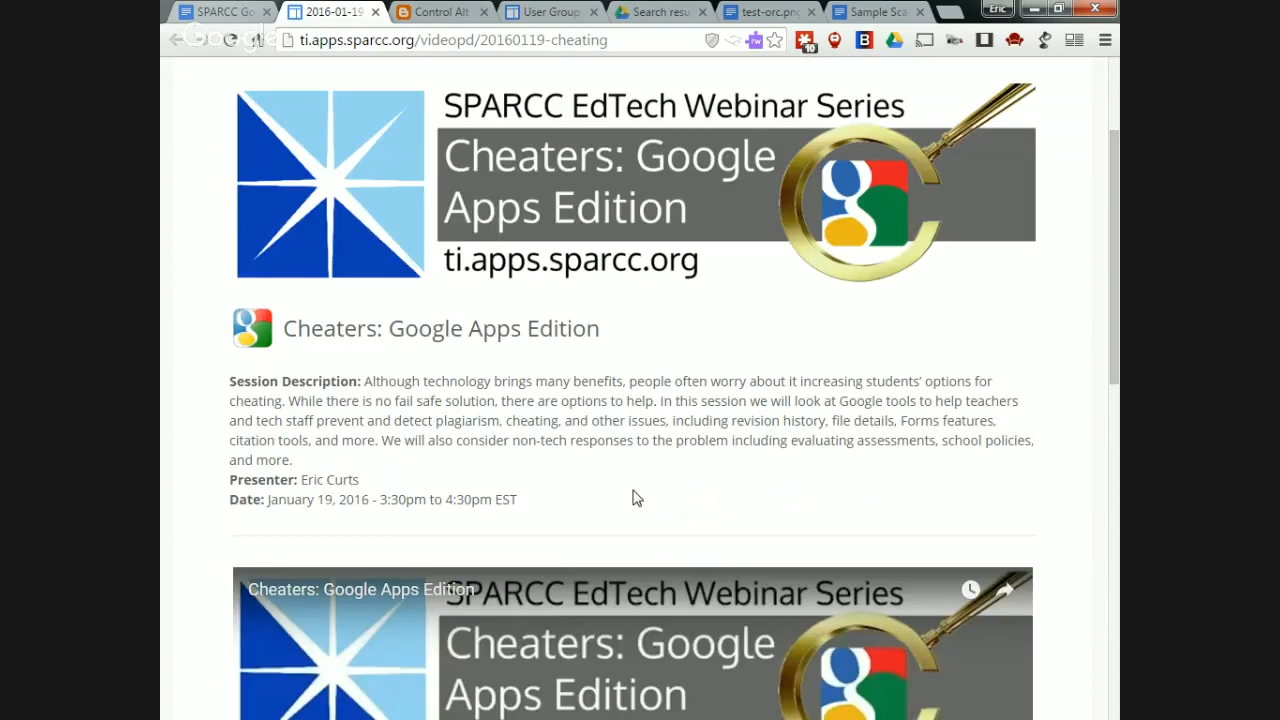 SPARCC Go
2016-01-19
Control Alt
User Group
Search resu
test-orc.png
Sample Sca
Eric
Google
ti.apps.sparcc.org/videopd/20160119-cheating
10
SPARCC EdTech Webinar Series
Cheaters: Google
Apps Edition
ti.apps.sparcc.org
Cheaters: Google Apps Edition
Session Description: Although technology brings many benefits, people often worry about it increasing students' options for
cheating. While there is no fail safe solution, there are options to help. In this session we will look at Google tools to help teachers
and tech staff prevent and detect plagiarism, cheating, and other issues, including revision history, file details, Forms features,
citation tools, and more. We will also consider non-tech responses to the problem including evaluating assessments, school policies,
and more.
Presenter: Eric Curts
Date: January 19, 2016 - 3:30pm to 4:30pm EST
Cheaters: Google Apps Edition
SPARCC EdTech Webinar Series
Cheaters: Google
Apps Edition